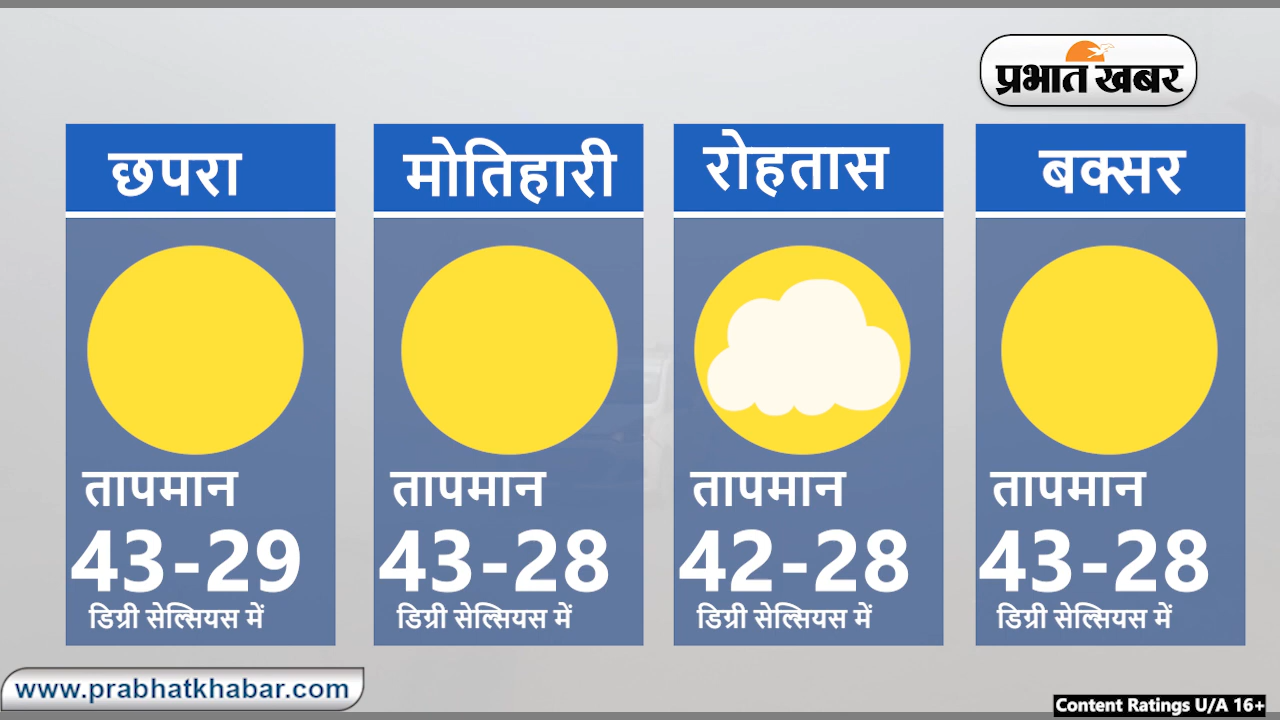 प्रभात खबर
छपरा
तापमान
43-29
डिग्री सेल्सियस में
मोतिहारी
तापमान
43-28
डिग्री सेल्सियस में
रोहतास
तापमान
42-28
डिग्री सेल्सियस में
बक्सर
तापमान
43-28
डिग्री सेल्सियस में
www.prabhatkhabar.com
Content Ratings U/A 16+